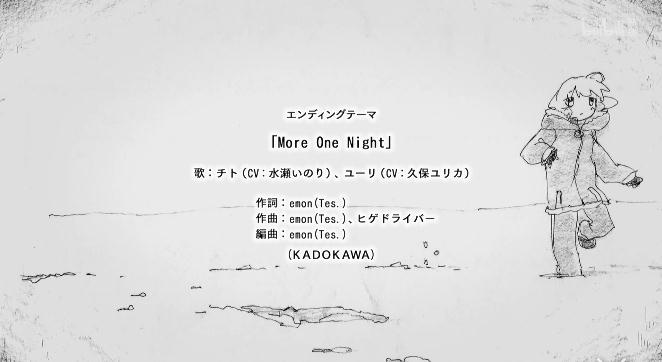 エンディングテーマ
「More One Night」
歌：チト（CV：水瀬いのり）、ユーリ（CV：久保ユリカ）
作詞：emon(Tes.)
作曲：emon(Tes.)、ヒゲドライバー
編曲：emon(Tes.)
（KADOKAWA）